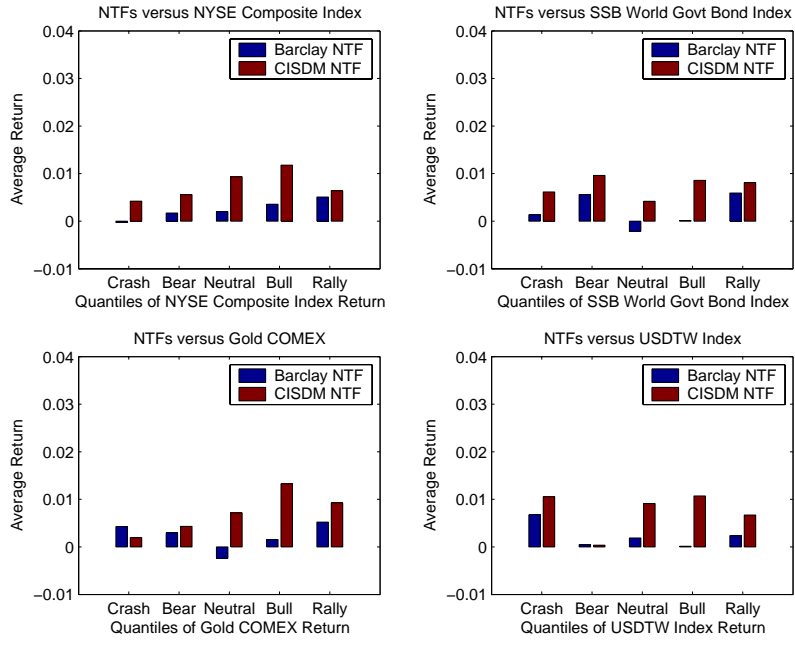 NTFs versus NYSE Composite Index
0.04
0.03
0.02
0.01
0
−0.01
Average Return
Barclay NTF
CISDM NTF
Crash Bear Neutral Bull Rally
Quantiles of NYSE Composite Index Return
NTFs versus SSB World Govt Bond Index
0.04
0.03
0.02
0.01
0
−0.01
Average Return
Barclay NTF
CISDM NTF
Crash Bear Neutral Bull Rally
Quantiles of SSB World Govt Bond Index
NTFs versus Gold COMEX
0.04
0.03
0.02
0.01
0
−0.01
Average Return
Barclay NTF
CISDM NTF
Crash Bear Neutral Bull Rally
Quantiles of Gold COMEX Return
NTFs versus USDTW Index
0.04
0.03
0.02
0.01
0
−0.01
Average Return
Barclay NTF
CISDM NTF
Crash Bear Neutral Bull Rally
Quantiles of USDTW Index Return